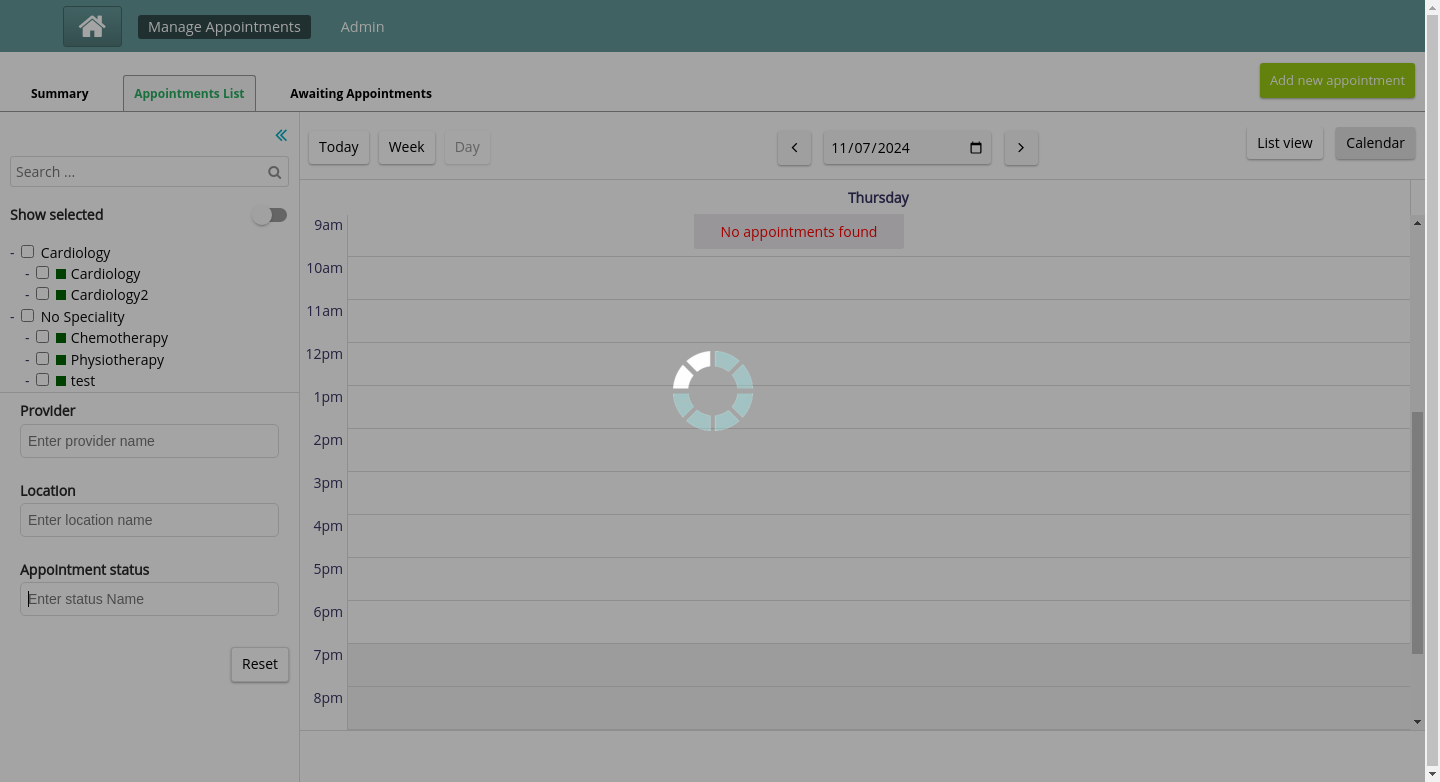 Manage Appointments
Admin
Summary
Appointments List
Awaiting Appointments
Add new appointment
Search ...
Show selected
- Cardiology
- Cardiology
- Cardiology2
- No Speciality
- Chemotherapy
- Physiotherapy
- test
Provider
Enter provider name
Location
Enter location name
Appointment status
Enter status Name
Reset
Today
Week
Day
11/07/2024
List view
Calendar
Thursday
9am
No appointments found
10am
11am
12pm
1pm
2pm
3pm
4pm
5pm
6pm
7pm
8pm